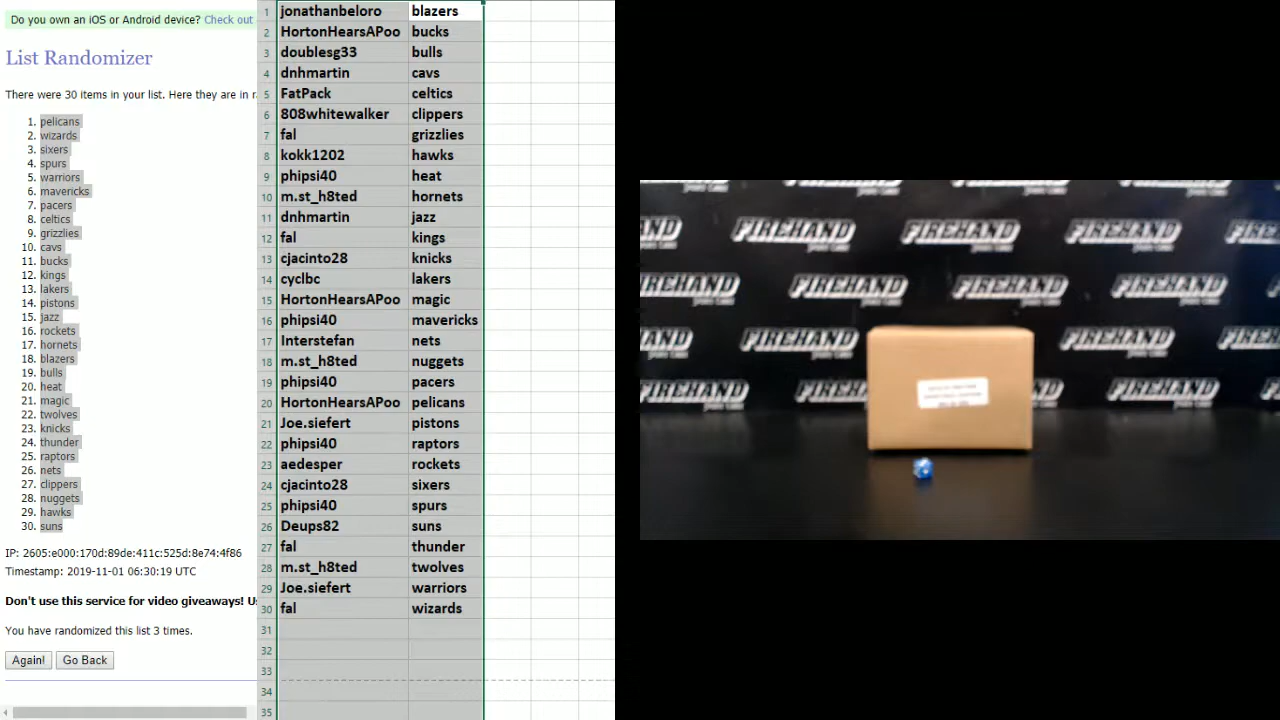 Do you own an iOS or Android device? Check out
List Randomizer
There were 30 items in your list. Here they are in r
1. pelicans
2. wizards
3. sixers
4. spurs
5. warriors
6. mavericks
7. pacers
8. celtics
9. grizzlies
10. cavs
11. bucks
12. kings
13. lakers
14. pistons
15. jazz
16. rockets
17. hornets
18. blazers
19. bulls
20. heat
21. magic
22. twolves
23. knicks
24. thunder
25. raptors
26. nets
27. clippers
28. nuggets
29. hawks
30. suns
IP: 2605:e000:170d:89de:411c:525d:8e74:4f86
Timestamp: 2019-11-01 06:30:19 UTC
Don't use this service for video giveaways!
You have randomized this list 3 times.
Again! Go Back
1 jonathanbeloro blazers
2 HortonHearsAPoo bucks
3 doublesg33 bulls
4 dnhmartin cavs
5 FatPack celtics
6 808whitewalker clippers
7 fal grizzlies
8 kokk1202 hawks
9 phipsi40 heat
10 m.st_h8ted hornets
11 dnhmartin jazz
12 fal kings
13 cjacinto28 knicks
14 cyclbc lakers
15 HortonHearsAPoo magic
16 phipsi40 mavericks
17 Interstefan nets
18 m.st_h8ted nuggets
19 phipsi40 pacers
20 HortonHearsAPoo pelicans
21 Joe.siefert pistons
22 phipsi40 raptors
23 aedesper rockets
24 cjacinto28 sixers
25 phipsi40 spurs
26 Deups82 suns
27 fal thunder
28 m.st_h8ted twolves
29 Joe.siefert warriors
30 fal wizards
31
32
33
34
35
FIREHAND FIREHAND FIREHAND
FIREHAND FIREHAND FIREHAND
FIREHAND FIREHAND FIREHAND
FIREHAND FIREHAND FIREHAND